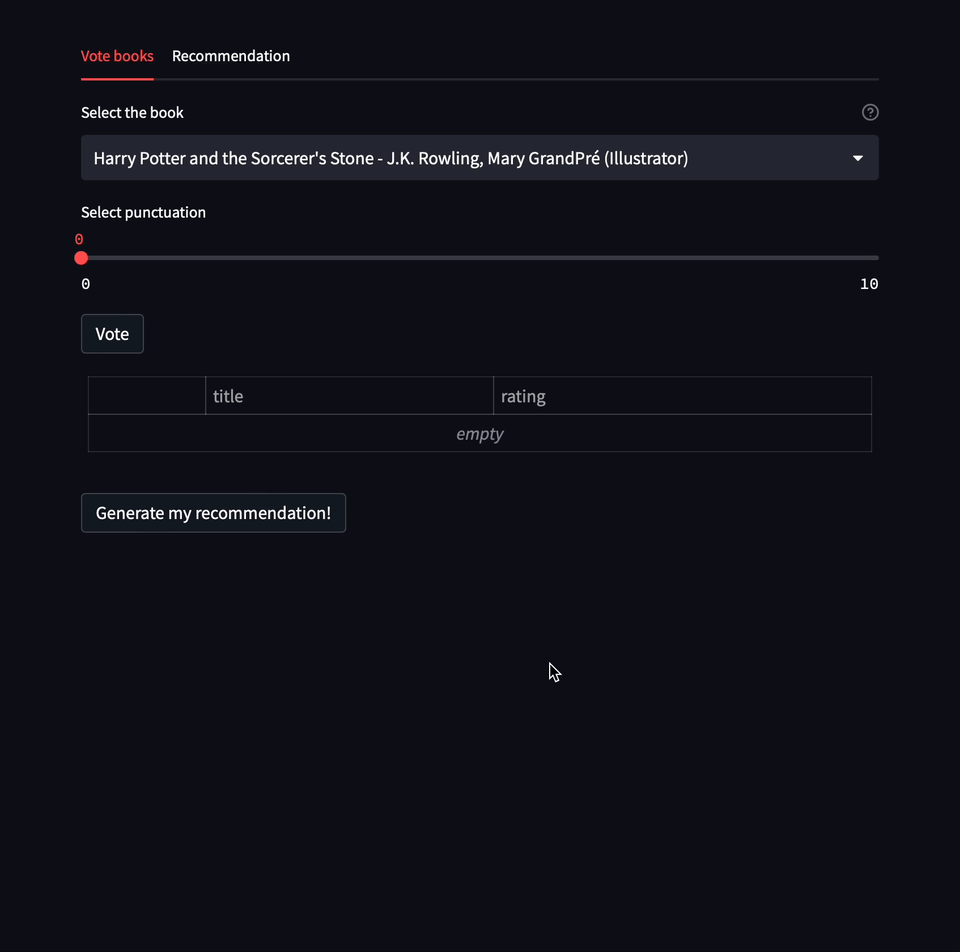 Vote books Recommendation
Select the book
Harry Potter and the Sorcerer's Stone - J.K. Rowling, Mary GrandPré (Illustrator)
Select punctuation
0
0 10
Vote
title rating
empty
Generate my recommendation!